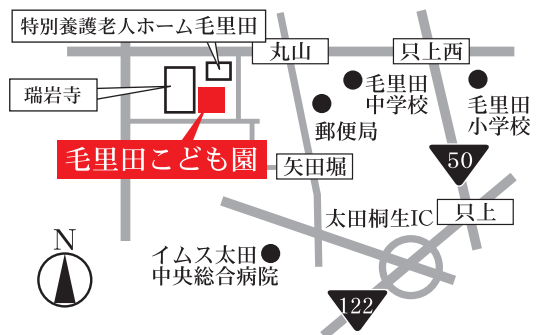 特別養護老人ホーム毛里田
丸山
只上西
瑞岩寺
毛里田
中学校
毛里田
小学校
郵便局
毛里田こども園
矢田堀
50
只上
太田桐生IC
N
イムス太田
中央総合病院
122